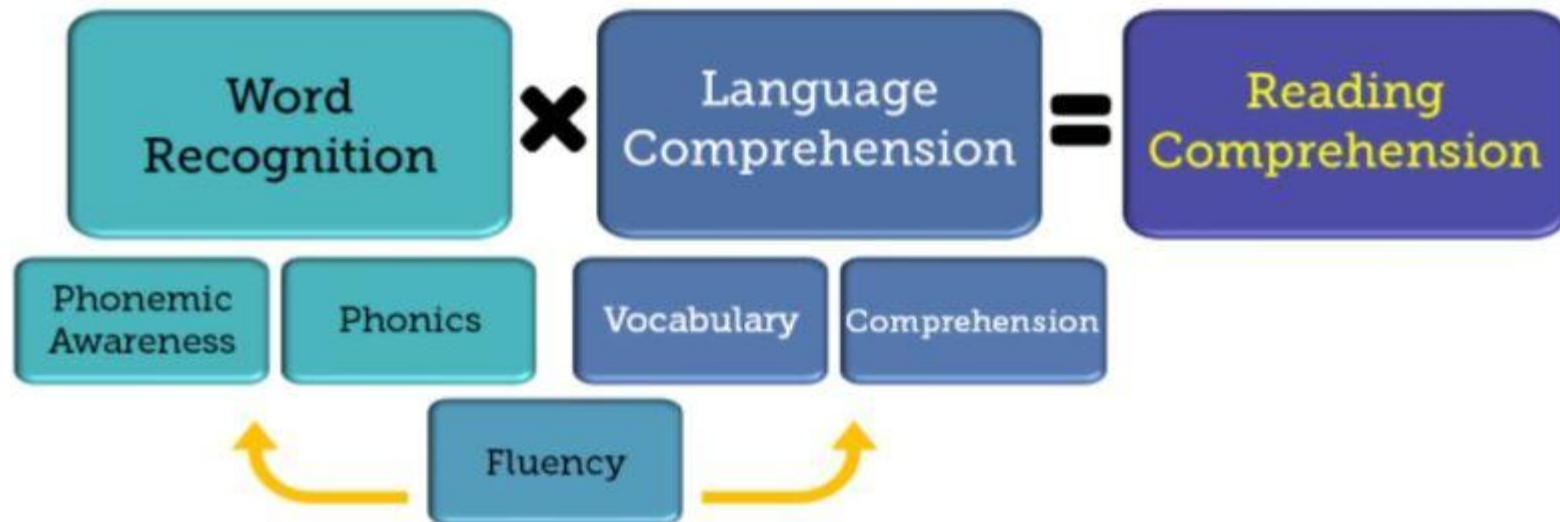 Word
Recognition
×
Language
Comprehension
=
Reading
Comprehension
Phonemic
Awareness
Phonics
Vocabulary
Comprehension
Fluency